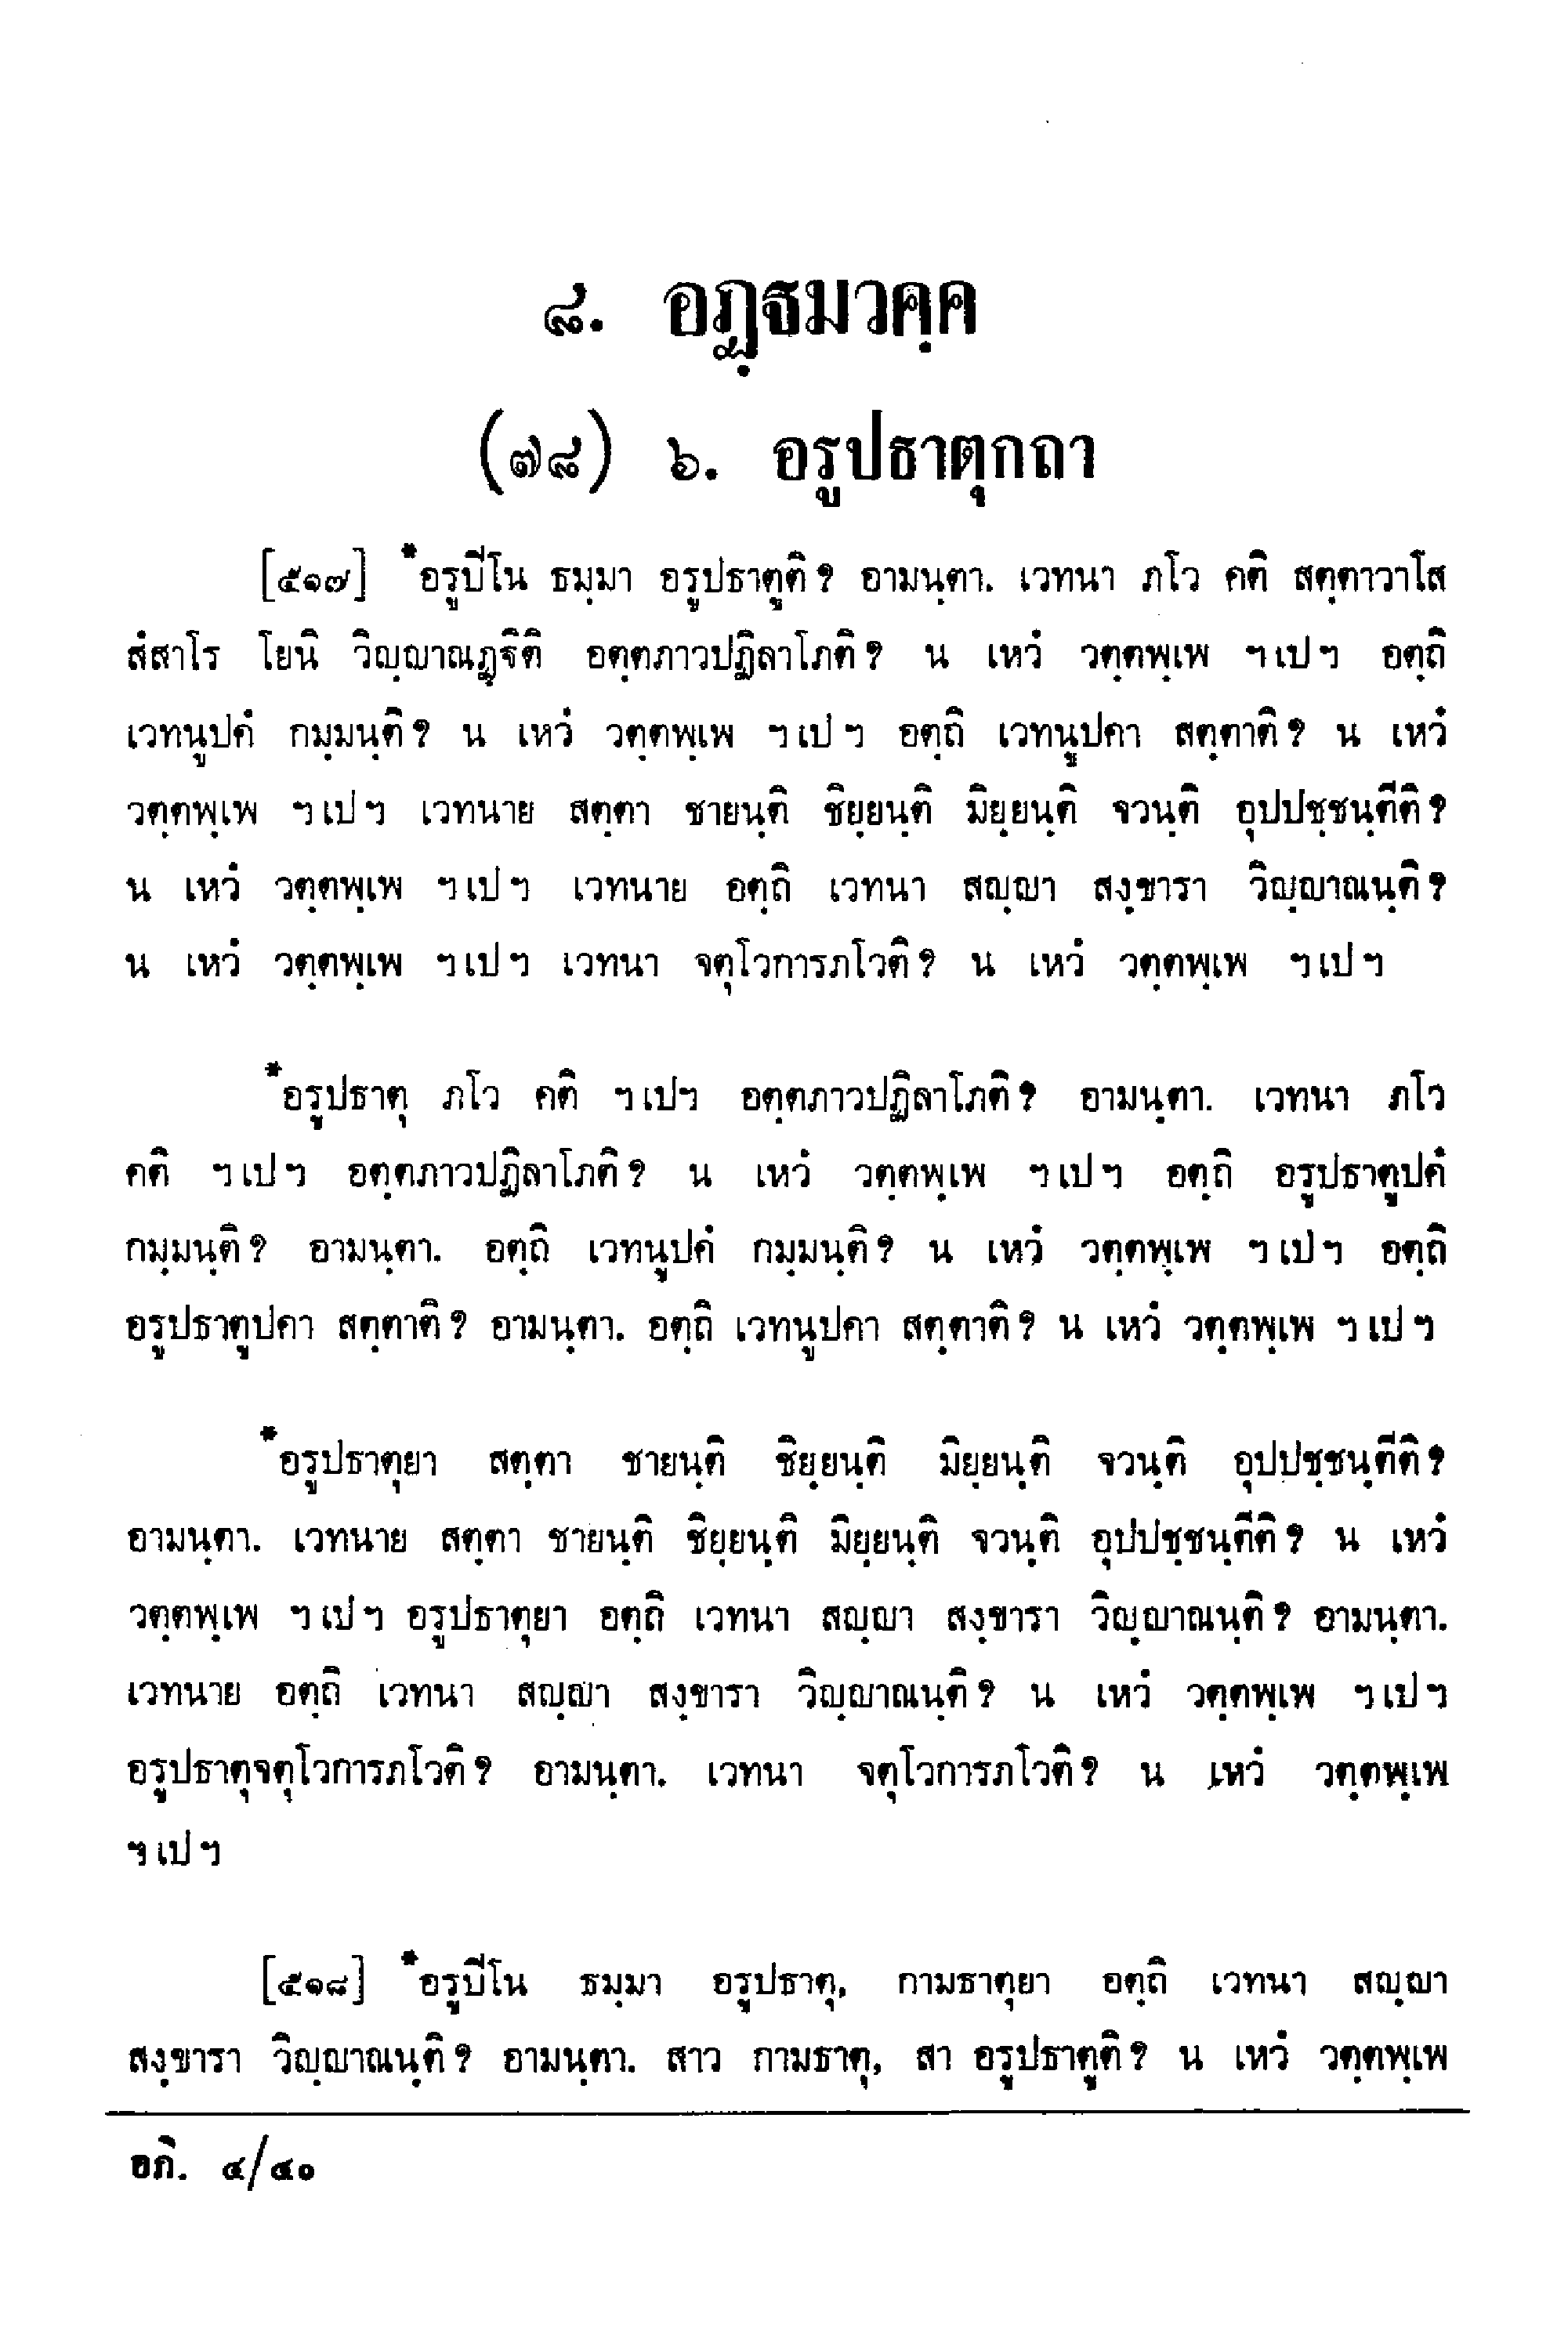 ๘. อฏฺฐมวคฺค
(๗๘) ๖. อรูปธาตุกถา
[๕๑๗] *อรูปิโน ธมฺมา อรูปธาตูติ? อามนฺตา. เวทนา ภโว คติ สตฺตาวาโส
สํสาโร โยนิ วิญฺญาณฏฺฐิติ อตฺตภาวปฏิลาโภติ? น เหวํ วตฺตพฺเพ ฯเปฯ อตฺถิ
เวทนูปคํ กมฺมนฺติ? น เหวํ วตฺตพฺเพ ฯเปฯ อตฺถิ เวทนูปคา สตฺตาติ? น เหวํ
วตฺตพฺเพ ฯเปฯ เวทนาย สตฺตา ชายนฺติ ชิยฺยนฺติ มิยฺยนฺติ จวนฺติ อุปปชฺชนฺตีติ?
น เหวํ วตฺตพฺเพ ฯเปฯ เวทนาย อตฺถิ เวทนา สญฺญา สงฺขารา วิญฺญาณนฺติ?
น เหวํ วตฺตพฺเพ ฯเปฯ เวทนา จตุโวการภโวติ? น เหวํ วตฺตพฺเพ ฯเปฯ
*อรูปธาตุ ภโว คติ ฯเปฯ อตฺตภาวปฏิลาโภติ? อามนฺตา. เวทนา ภโว
คติ ฯเปฯ อตฺตภาวปฏิลาโภติ? น เหวํ วตฺตพฺเพ ฯเปฯ อตฺถิ อรูปธาตูปคํ
กมฺมนฺติ? อามนฺตา. อตฺถิ เวทนูปคํ กมฺมนฺติ? น เหวํ วตฺตพฺเพ ฯเปฯ อตฺถิ
อรูปธาตูปคา สตฺตาติ? อามนฺตา. อตฺถิ เวทนูปคา สตฺตาติ? น เหวํ วตฺตพฺเพ ฯเปฯ
*อรูปธาตุยา สตฺตา ชายนฺติ ชิยฺยนฺติ มิยฺยนฺติ จวนฺติ อุปปชฺชนฺตีติ?
อามนฺตา. เวทนาย สตฺตา ชายนฺติ ชิยฺยนฺติ มิยฺยนฺติ จวนฺติ อุปปชฺชนฺตีติ? น เหวํ
วตฺตพฺเพ ฯเปฯ อรูปธาตุยา อตฺถิ เวทนา สญฺญา สงฺขารา วิญฺญาณนฺติ? อามนฺตา.
เวทนาย อตฺถิ เวทนา สญฺญา สงฺขารา วิญฺญาณนฺติ? น เหวํ วตฺตพฺเพ ฯเปฯ
อรูปธาตุจตุโวการภโวติ? อามนฺตา. เวทนา จตุโวการภโวติ? น เหวํ วตฺตพฺเพ
ฯเปฯ
[๕๑๘] *อรูปิโน ธมฺมา อรูปธาตุ, กามธาตุยา อตฺถิ เวทนา สญฺญา
สงฺขารา วิญฺญาณนฺติ? อามนฺตา. สาว กามธาตุ, สา อรูปธาตูติ? น เหวํ วตฺตพฺเพ
อภิ. ๔/๔๐